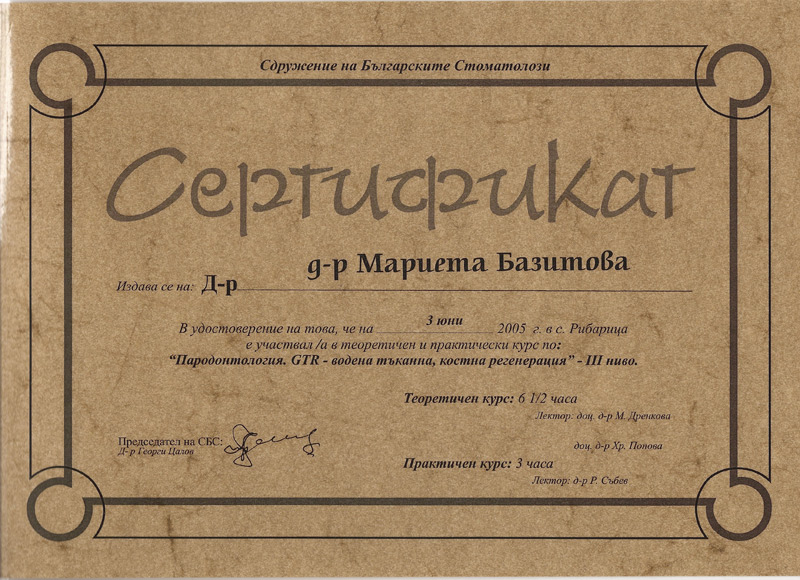 Сдружение на Българските Стоматолози
Сертификат
д-р Мариета Базитова
Издава се на: Д-р
3 юни
В удостоверение на това, че на 2005 г. в с. Рибарица
е участвал /а в теоретичен и практически курс по:
“Пародонтология. GTR - водена тъканна, костна регенерация” - III ниво.
Теоретичен курс: 6 1/2 часа
Лектор: доц. д-р М. Дренкова
доц. д-р Хр. Попова
Председател на СБС:
Д-р Георги Цалов
Практичен курс: 3 часа
Лектор: д-р Р. Събев